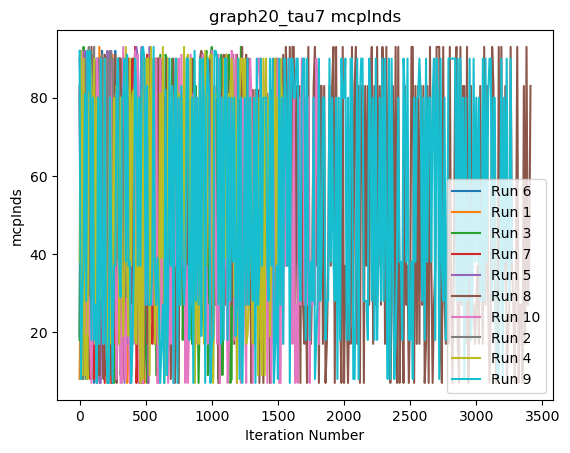 graph20_tau7 mcpInds
mcpInds
80
60
40
20
0
500
1000
1500
2000
2500
3000
3500
Iteration Number
Run 6
Run 1
Run 3
Run 7
Run 5
Run 8
Run 10
Run 2
Run 4
Run 9